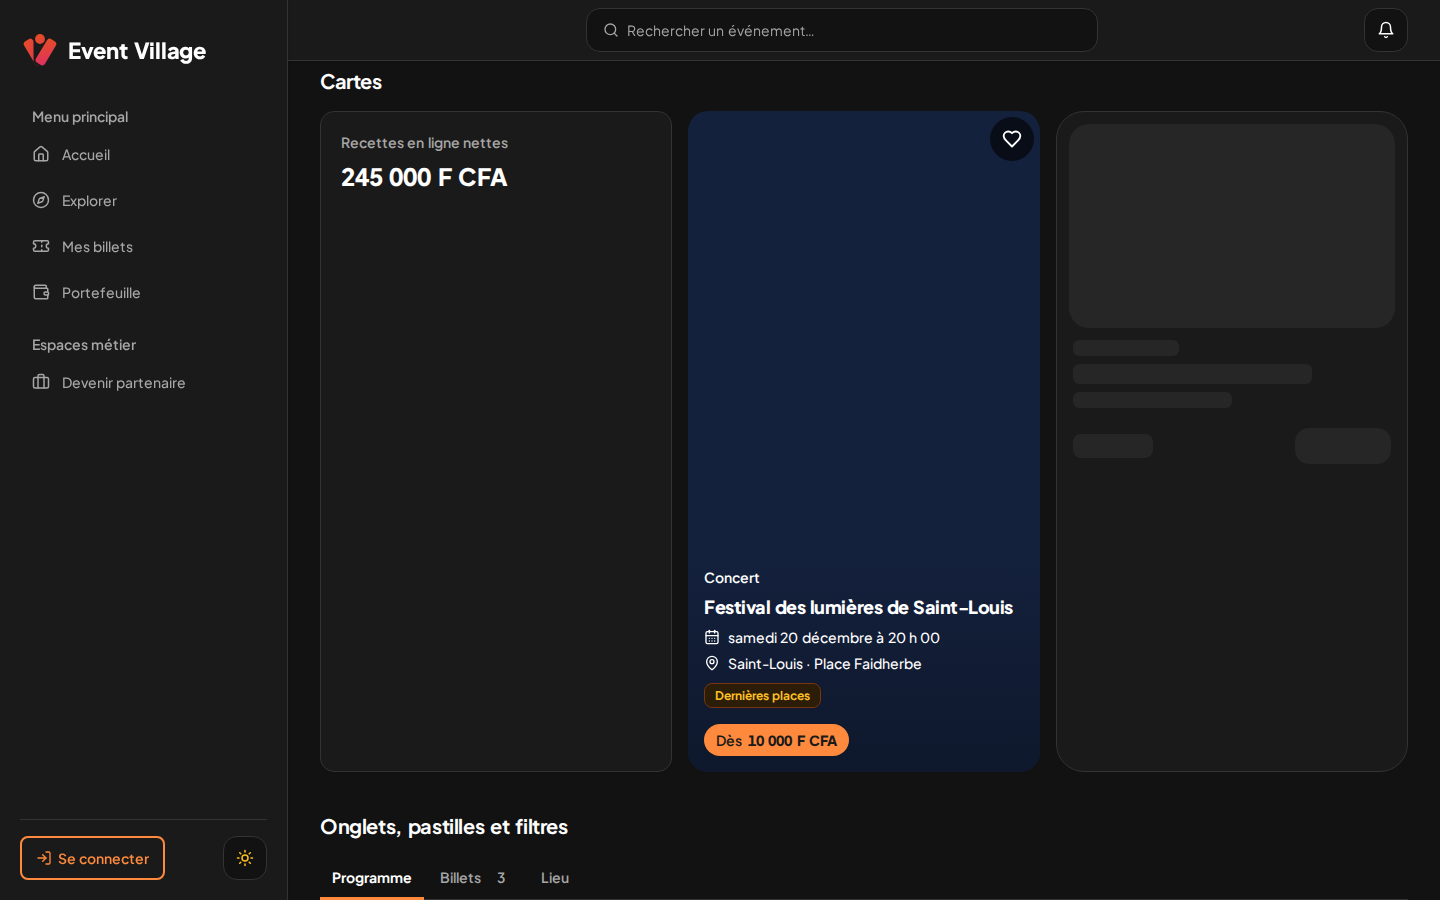 Event Village
Rechercher un événement…
Menu principal
Accueil
Explorer
Mes billets
Portefeuille
Espaces métier
Devenir partenaire
Se connecter
Cartes
Recettes en ligne nettes
245 000 F CFA
Concert
Festival des lumières de Saint-Louis
samedi 20 décembre à 20 h 00
Saint-Louis · Place Faidherbe
Dernières places
Dès 10 000 F CFA
Onglets, pastilles et filtres
Programme Billets 3 Lieu